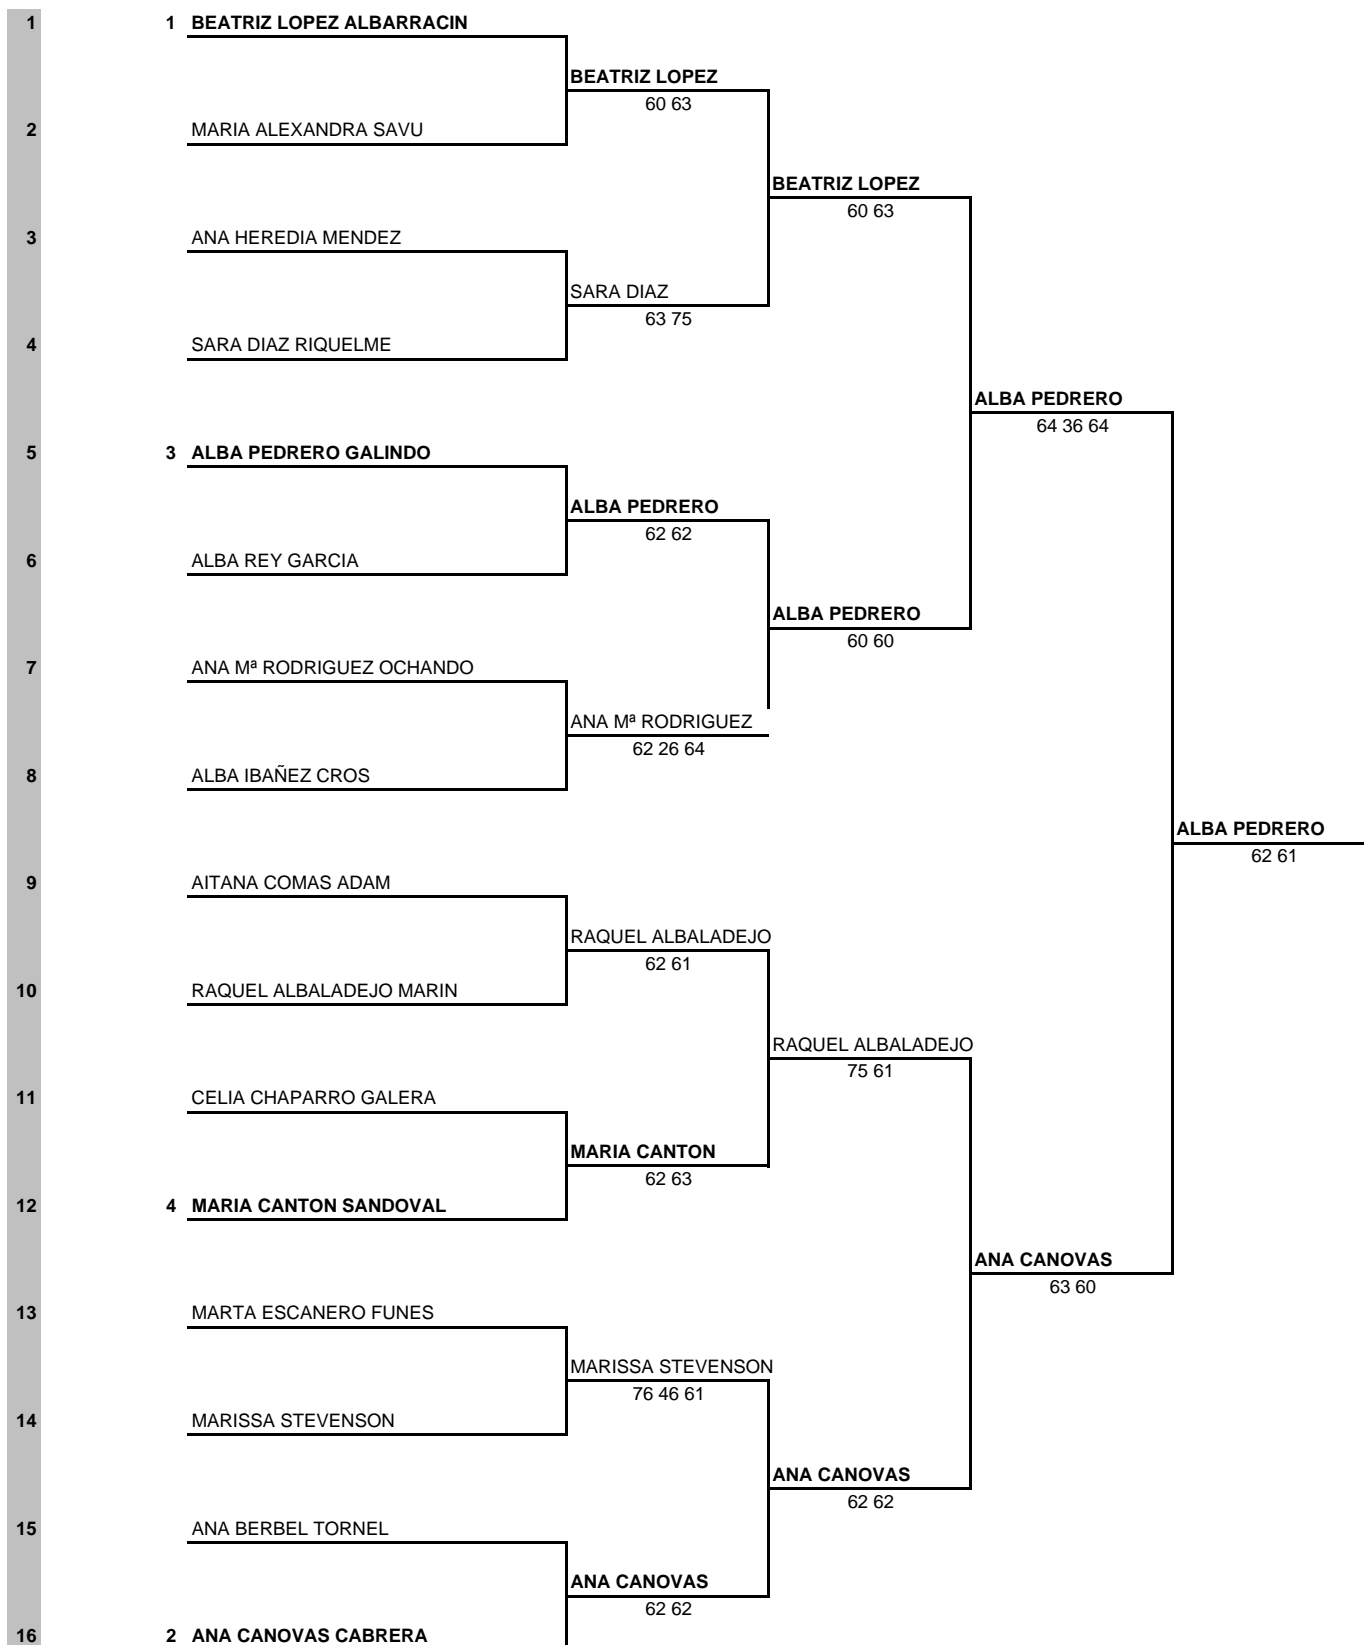 1 1 BEATRIZ LOPEZ ALBARRACIN
BEATRIZ LOPEZ
60 63
2 MARIA ALEXANDRA SAVU
BEATRIZ LOPEZ
60 63
3 ANA HEREDIA MENDEZ
SARA DIAZ
63 75
4 SARA DIAZ RIQUELME
ALBA PEDRERO
64 36 64
5 3 ALBA PEDRERO GALINDO
ALBA PEDRERO
62 62
6 ALBA REY GARCIA
ALBA PEDRERO
60 60
7 ANA Mª RODRIGUEZ OCHANDO
ANA Mª RODRIGUEZ
62 26 64
8 ALBA IBAÑEZ CROS
ALBA PEDRERO
62 61
9 AITANA COMAS ADAM
RAQUEL ALBALADEJO
62 61
10 RAQUEL ALBALADEJO MARIN
RAQUEL ALBALADEJO
75 61
11 CELIA CHAPARRO GALERA
MARIA CANTON
62 63
12 4 MARIA CANTON SANDOVAL
ANA CANOVAS
63 60
13 MARTA ESCANERO FUNES
MARISSA STEVENSON
76 46 61
14 MARISSA STEVENSON
ANA CANOVAS
62 62
15 ANA BERBEL TORNEL
ANA CANOVAS
62 62
16 2 ANA CANOVAS CABRERA